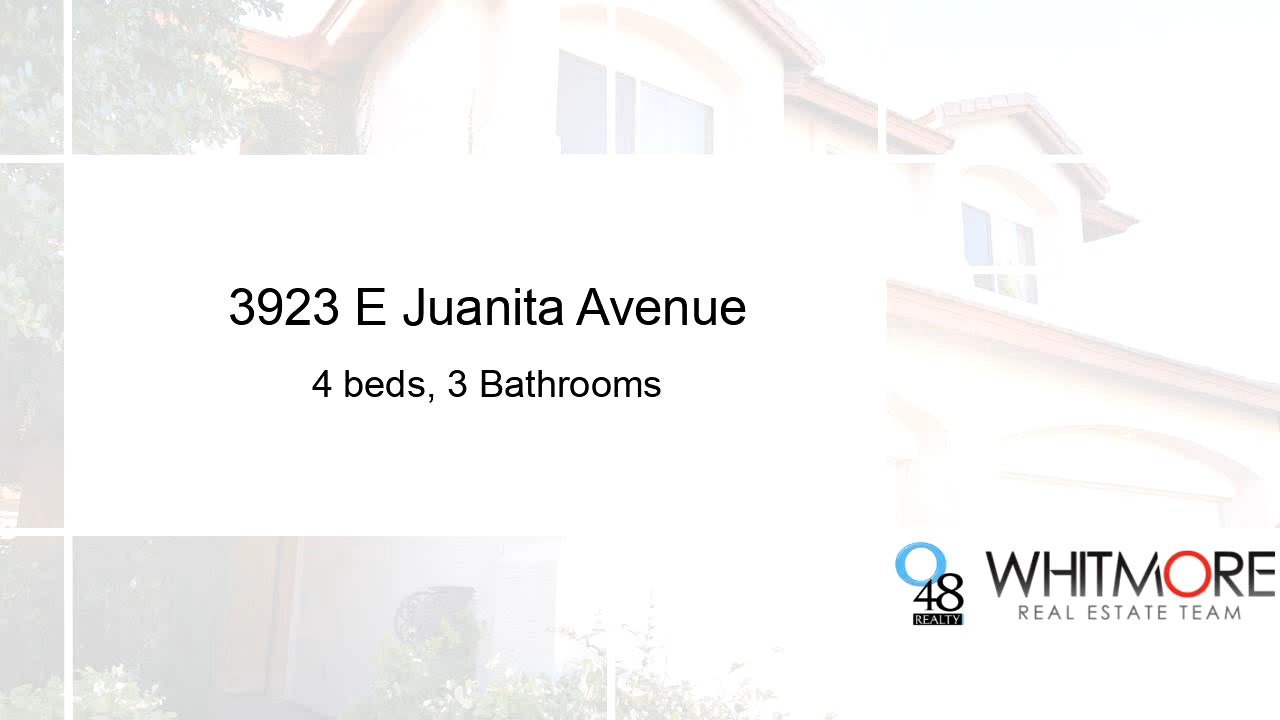 3923 E Juanita Avenue
4 beds, 3 Bathrooms
48
REALTY
WHITMORE
REAL ESTATE TEAM